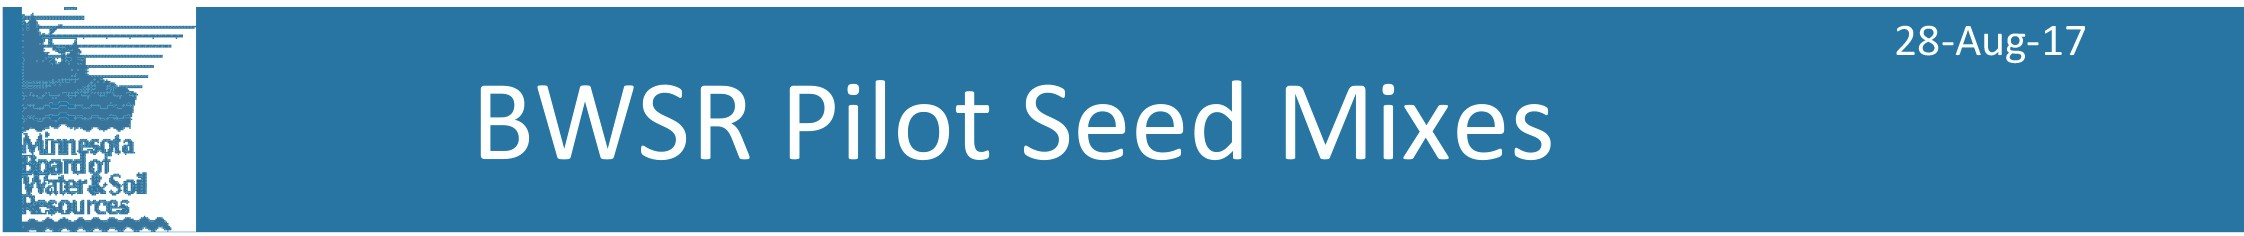 28-Aug-17
BWSR Pilot Seed Mixes
Minnesota
Board of
Water & Soil
Resources